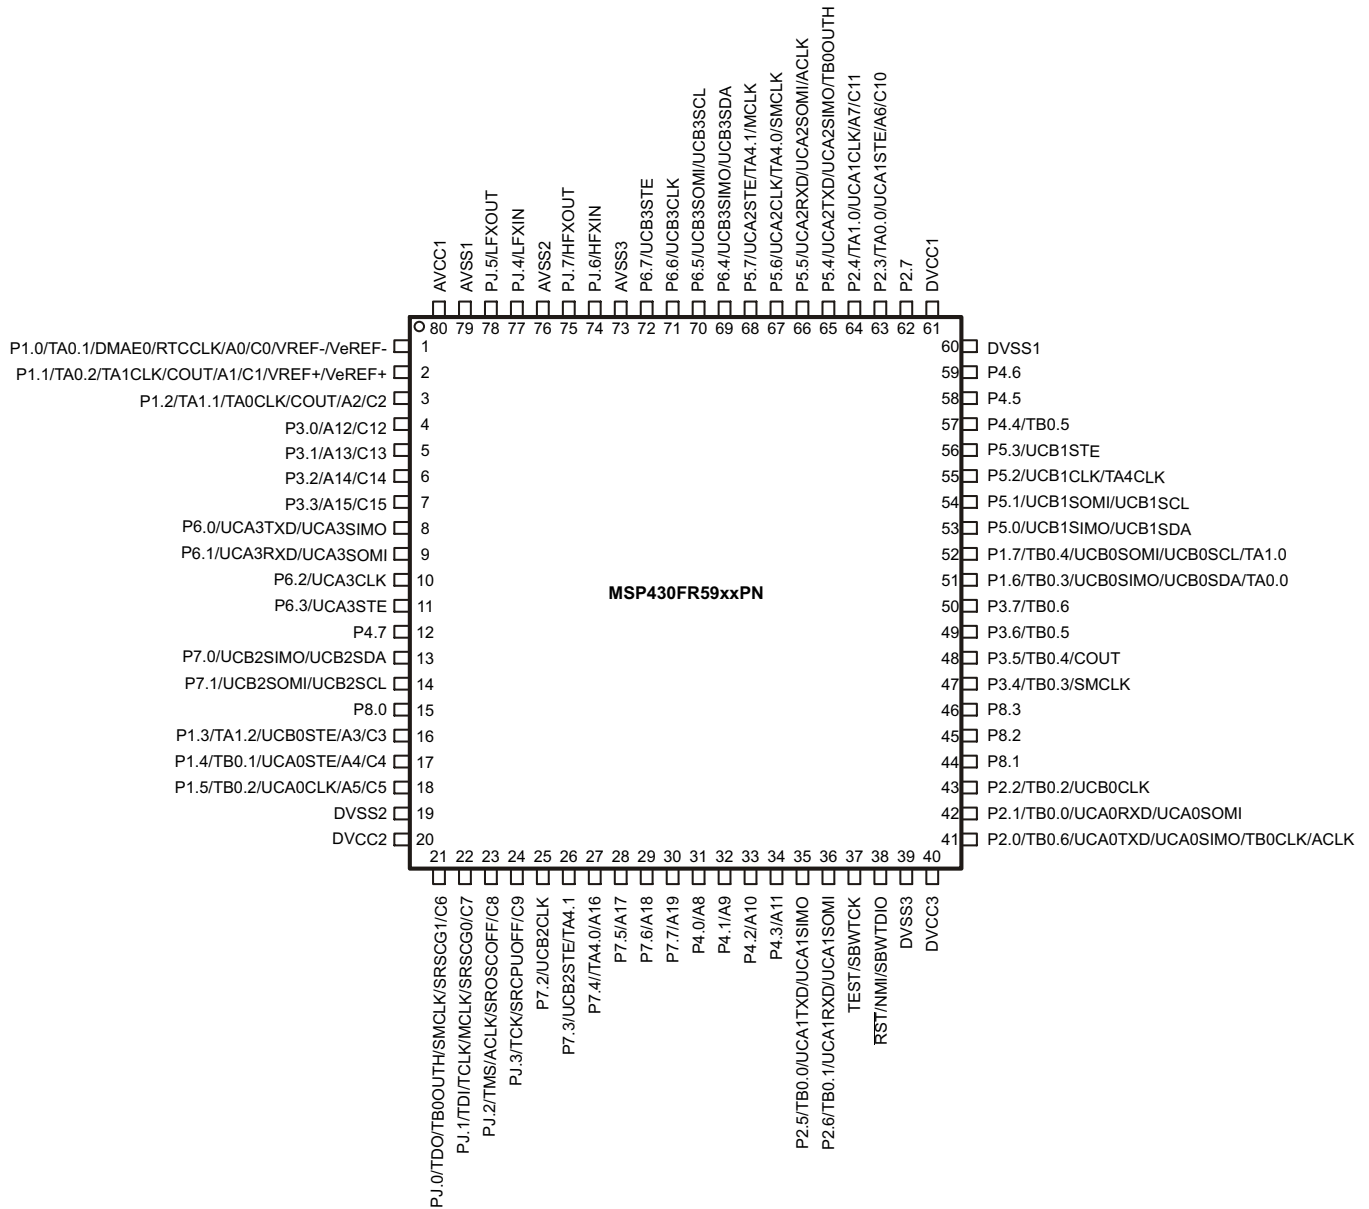 P5.4/UCA2TXD/UCA2SIMO/TB0OUTH
P5.5/UCA2RXD/UCA2SOMI/ACLK
P5.6/UCA2CLK/TA4.0/SMCLK
P5.7/UCA2STE/TA4.1/MCLK
P2.3/TA0.0/UCA1STE/A6/C10
P2.4/TA1.0/UCA1CLK/A7/C11
P6.4/UCB3SIMO/UCB3SDA
P6.5/UCB3SOMI/UCB3SCL
P6.6/UCB3CLK
P6.7/UCB3STE
PJ.5/LFXOUT
PJ.4/LFXIN
PJ.7/HFXOUT
PJ.6/HFXIN
AVCC1
AVSS1
AVSS2
AVSS3
P2.7
DVCC1
80 79 78 77 76 75 74 73 72 71 70 69 68 67 66 65 64 63 62 61
P1.0/TA0.1/DMAE0/RTCCLK/A0/C0/VREF-/VeREF- 1
P1.1/TA0.2/TA1CLK/COUT/A1/C1/VREF+/VeREF+ 2
P1.2/TA1.1/TA0CLK/COUT/A2/C2 3
P3.0/A12/C12 4
P3.1/A13/C13 5
P3.2/A14/C14 6
P3.3/A15/C15 7
P6.0/UCA3TXD/UCA3SIMO 8
P6.1/UCA3RXD/UCA3SOMI 9
P6.2/UCA3CLK 10
P6.3/UCA3STE 11
P4.7 12
P7.0/UCB2SIMO/UCB2SDA 13
P7.1/UCB2SOMI/UCB2SCL 14
P8.0 15
P1.3/TA1.2/UCB0STE/A3/C3 16
P1.4/TB0.1/UCA0STE/A4/C4 17
P1.5/TB0.2/UCA0CLK/A5/C5 18
DVSS2 19
DVCC2 20
MSP430FR59xxPN
60 DVSS1
59 P4.6
58 P4.5
57 P4.4/TB0.5
56 P5.3/UCB1STE
55 P5.2/UCB1CLK/TA4CLK
54 P5.1/UCB1SOMI/UCB1SCL
53 P5.0/UCB1SIMO/UCB1SDA
52 P1.7/TB0.4/UCB0SOMI/UCB0SCL/TA1.0
51 P1.6/TB0.3/UCB0SIMO/UCB0SDA/TA0.0
50 P3.7/TB0.6
49 P3.6/TB0.5
48 P3.5/TB0.4/COUT
47 P3.4/TB0.3/SMCLK
46 P8.3
45 P8.2
44 P8.1
43 P2.2/TB0.2/UCB0CLK
42 P2.1/TB0.0/UCA0RXD/UCA0SOMI
41 P2.0/TB0.6/UCA0TXD/UCA0SIMO/TB0CLK/ACLK
21 22 23 24 25 26 27 28 29 30 31 32 33 34 35 36 37 38 39 40
PJ.0/TDO/TB0OUTH/SMCLK/SRSCG1/C6
PJ.1/TDI/TCLK/MCLK/SRSCG0/C7
PJ.2/TMS/ACLK/SROSCOFF/C8
PJ.3/TCK/SRCPUOFF/C9
P7.2/UCB2CLK
P7.3/UCB2STE/TA4.1
P7.4//TA4.0/A16
P7.5/A17
P7.6/A18
P7.7/A19
P4.0/A8
P4.1/A9
P4.2/A10
P4.3/A11
P2.5/TB0.0/UCA1TXD/UCA1SIMO
P2.6/TB0.1/UCA1RXD/UCA1SOMI
TEST/SBWTCK
RST/NMI/SBWTDIO
DVSS3
DVCC3